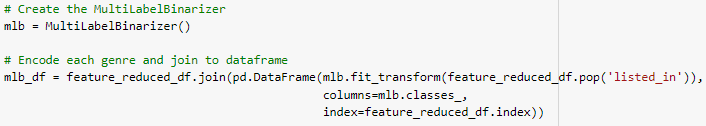 # Create the MultiLabelBinarizer
mlb = MultiLabelBinarizer()
# Encode each genre and join to dataframe
mlb_df = feature_reduced_df.join(pd.DataFrame(mlb.fit_transform(feature_reduced_df.pop('listed_in')),
columns=mlb.classes_,
index=feature_reduced_df.index))